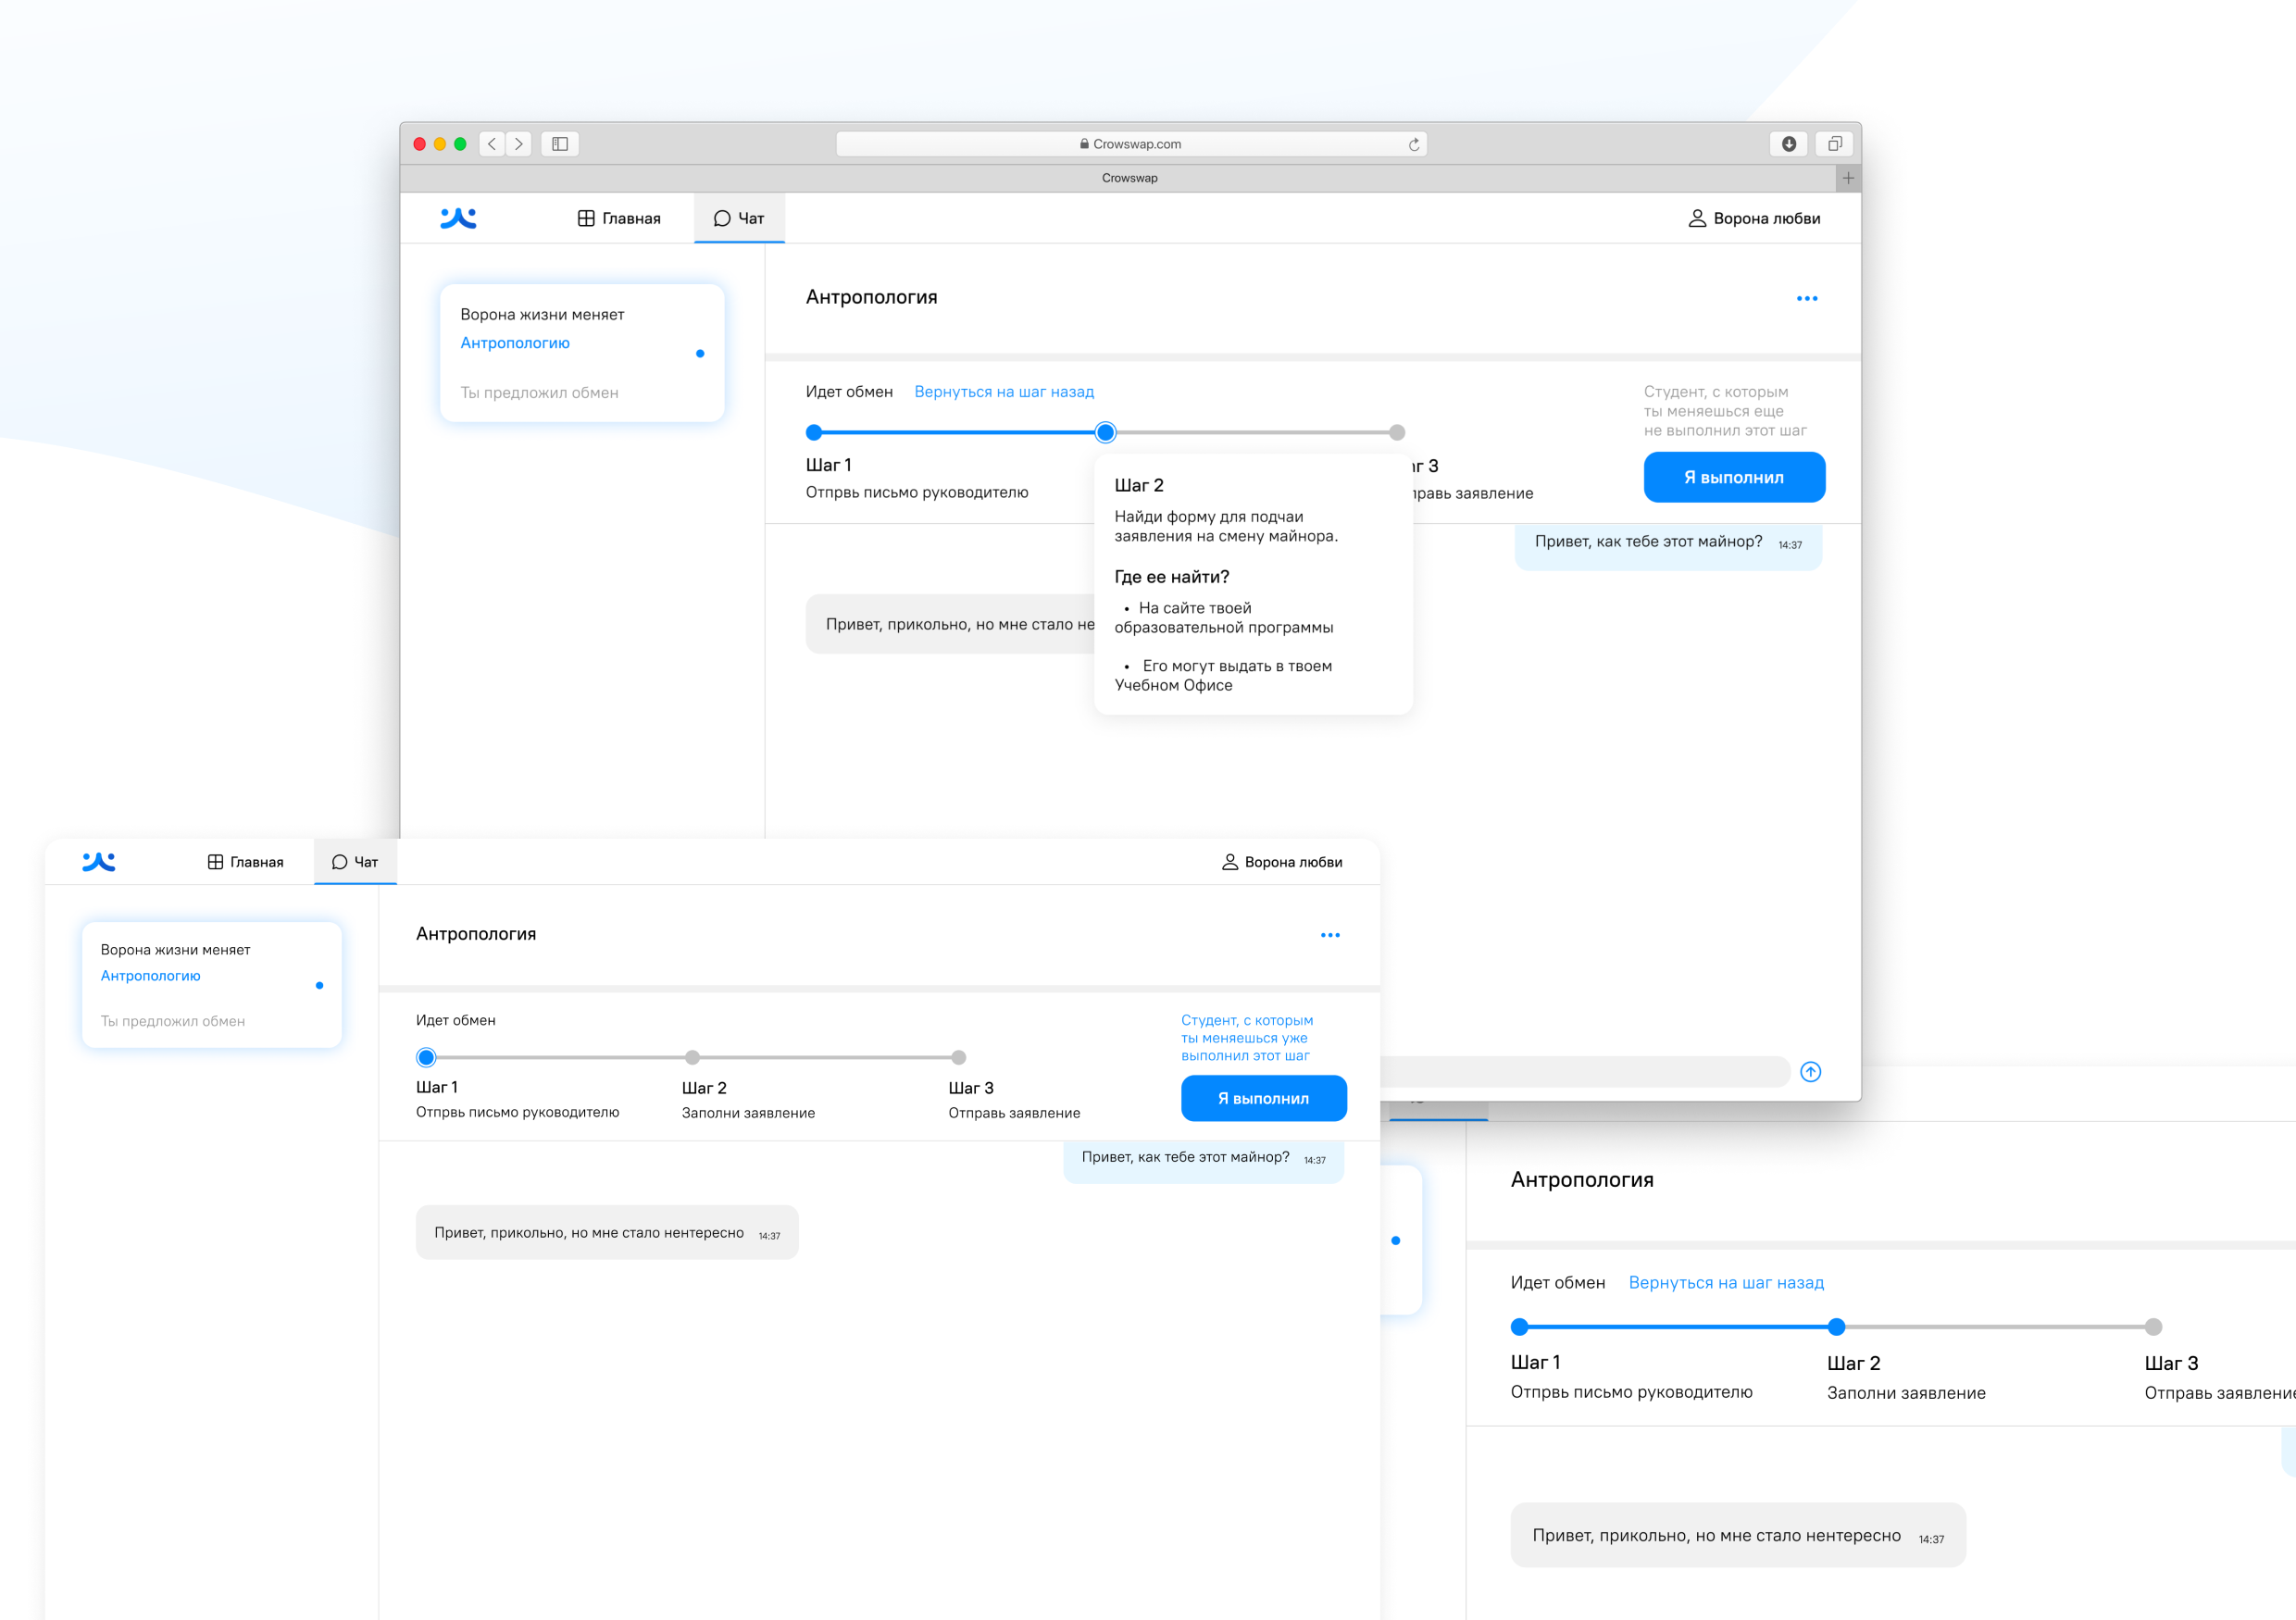 Crowswap.com
Crowswap
Главная
Чат
Ворона любви
Ворона жизни меняет
Антропологию
Ты предложил обмен
Антропология
Идет обмен
Вернуться на шаг назад
Студент, с которым
ты меняешься еще
не выполнил этот шаг
Шаг 1
Отпрвь письмо руководителю
г 3
правь заявление
Я выполнил
Шаг 2
Найди форму для подчаи
заявления на смену майнора.
Где ее найти?
• На сайте твоей
образовательной программы
• Его могут выдать в твоем
Учебном Офисе
Привет, как тебе этот майнор? 14:37
Привет, прикольно, но мне стало не
Главная
Чат
Ворона любви
Ворона жизни меняет
Антропологию
Ты предложил обмен
Антропология
Идет обмен
Студент, с которым
ты меняешься уже
выполнил этот шаг
Шаг 1
Отпрвь письмо руководителю
Шаг 2
Заполни заявление
Шаг 3
Отправь заявление
Я выполнил
Привет, как тебе этот майнор? 14:37
Привет, прикольно, но мне стало нентересно 14:37
Антропология
Идет обмен
Вернуться на шаг назад
Шаг 1
Отпрвь письмо руководителю
Шаг 2
Заполни заявление
Шаг 3
Отправь заявление
Привет, прикольно, но мне стало нентересно 14:37